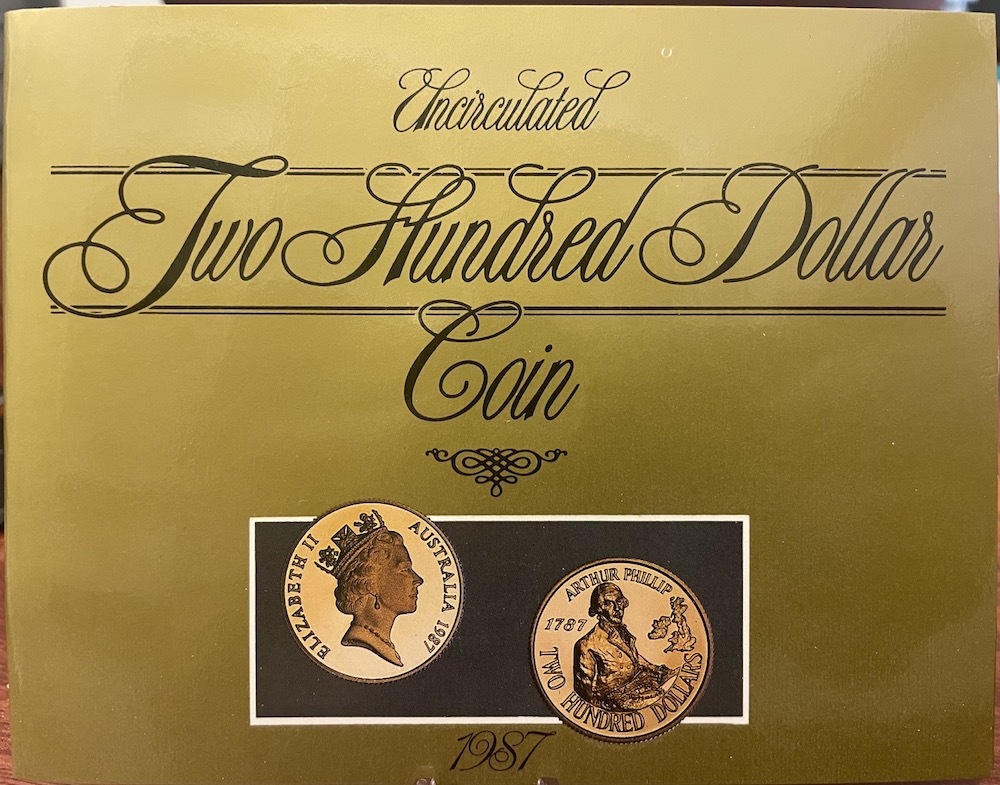 Uncirculated
Two Hundred Dollar
Coin
ELIZABETH II
AUSTRALIA 1987
ARTHUR PHILLIP
1787
TWO HUNDRED DOLLARS
1987